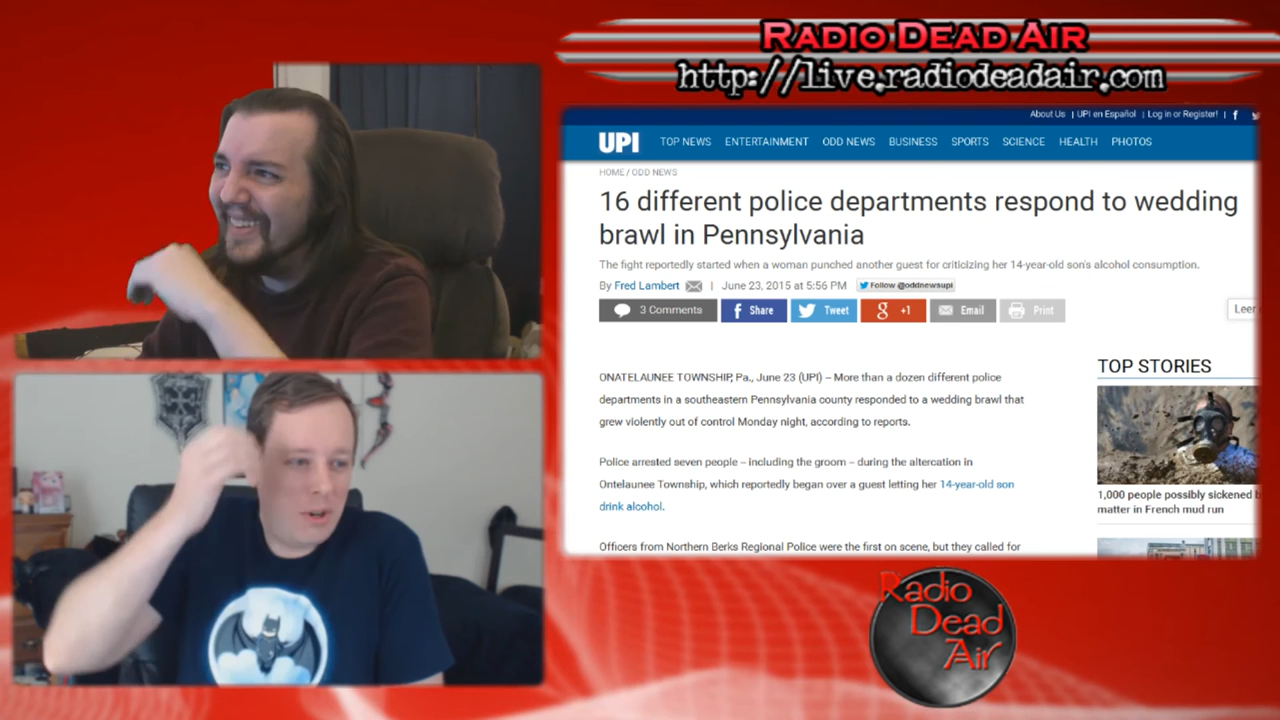 Radio Dead Air
http://live.radiodeadair.com
About Us | UPI en Español | Log in or Register! |
UPI TOP NEWS ENTERTAINMENT ODD NEWS BUSINESS SPORTS SCIENCE HEALTH PHOTOS
HOME / ODD NEWS
16 different police departments respond to wedding
brawl in Pennsylvania
The fight reportedly started when a woman punched another guest for criticizing her 14-year-old son's alcohol consumption.
By Fred Lambert | June 23, 2015 at 5:56 PM Follow @oddnewsupi
3 Comments Share Tweet +1 Email Print
Leer
ONATELAUNEE TOWNSHIP, Pa., June 23 (UPI) – More than a dozen different police
departments in a southeastern Pennsylvania county responded to a wedding brawl that
grew violently out of control Monday night, according to reports.
Police arrested seven people – including the groom – during the altercation in
Ontelaunee Township, which reportedly began over a guest letting her 14-year-old son
drink alcohol.
Officers from Northern Berks Regional Police were the first on scene, but they called for
TOP STORIES
1,000 people possibly sickened
matter in French mud run
Radio
Dead
Air